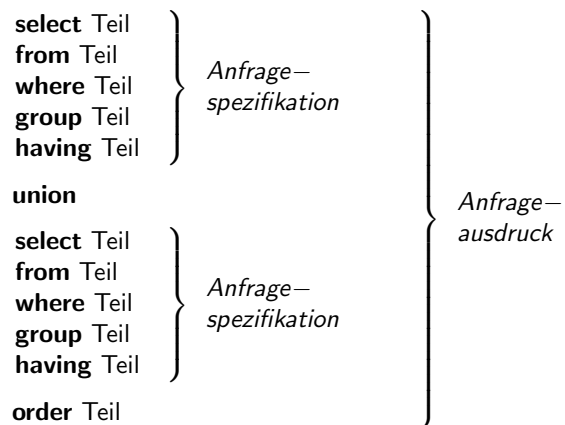 select Teil
from Teil
where Teil
group Teil
having Teil
Anfrage–
spezifikation
union
select Teil
from Teil
where Teil
group Teil
having Teil
Anfrage–
spezifikation
order Teil
Anfrage–
ausdruck